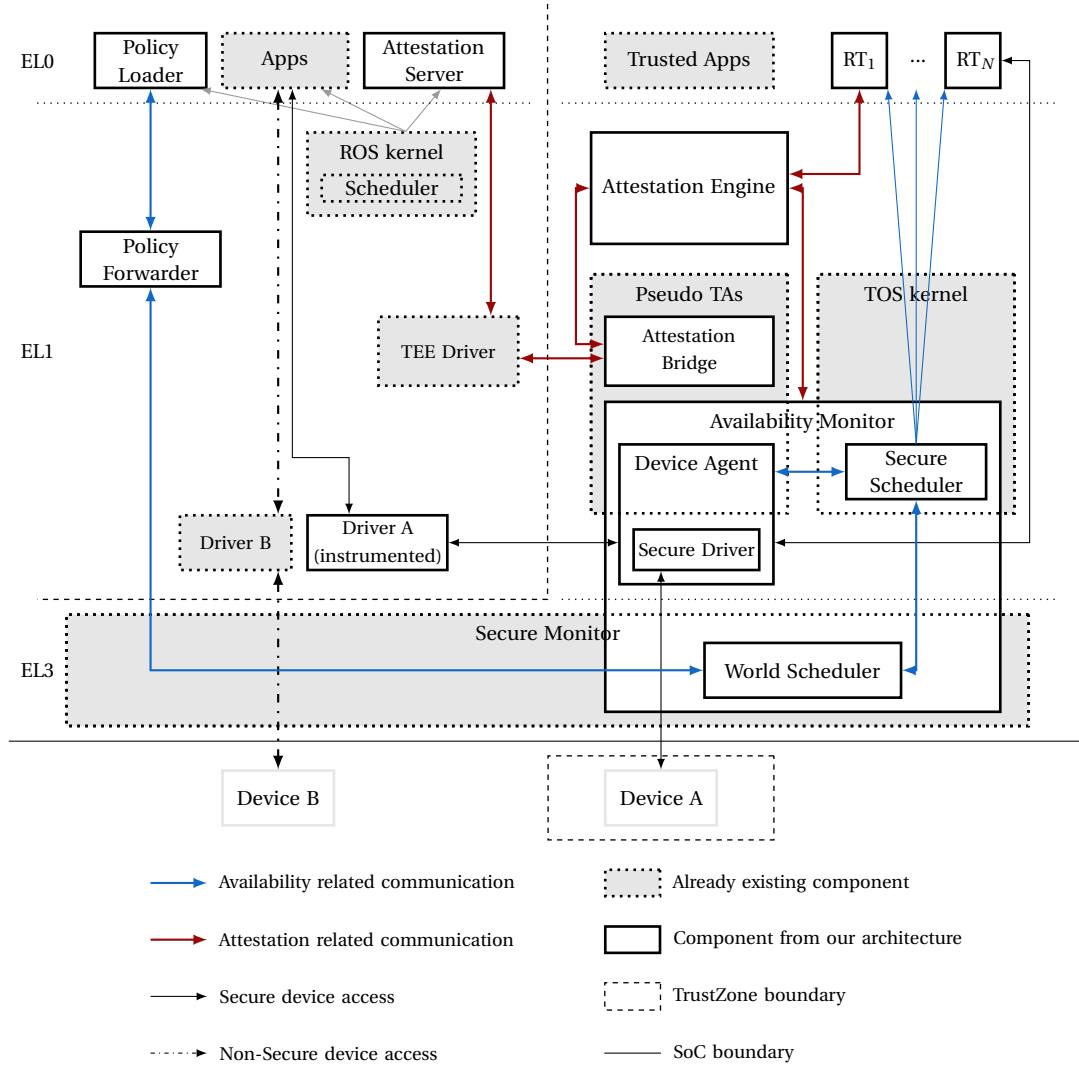 EL0
Policy
Loader
Apps
Attestation
Server
Trusted Apps
RT1
...
RTN
ROS kernel
Scheduler
Attestation Engine
Policy
Forwarder
Pseudo TAs
TOS kernel
EL1
TEE Driver
Attestation
Bridge
Availability Monitor
Device Agent
Secure
Scheduler
Driver B
Driver A
(instrumented)
Secure Driver
Secure Monitor
EL3
World Scheduler
Device B
Device A
Availability related communication
Already existing component
Attestation related communication
Component from our architecture
Secure device access
TrustZone boundary
Non-Secure device access
SoC boundary